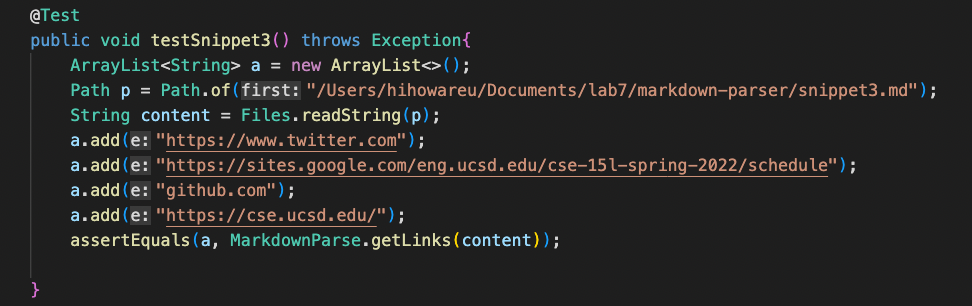 @Test
public void testSnippet3() throws Exception{
ArrayList<String> a = new ArrayList<>();
Path p = Path.of(first:"/Users/hihowareu/Documents/lab7/markdown-parser/snippet3.md");
String content = Files.readString(p);
a.add(e:"https://www.twitter.com");
a.add(e:"https://sites.google.com/eng.ucsd.edu/cse-15l-spring-2022/schedule");
a.add(e:"github.com");
a.add(e:"https://cse.ucsd.edu/");
assertEquals(a, MarkdownParse.getLinks(content));
}